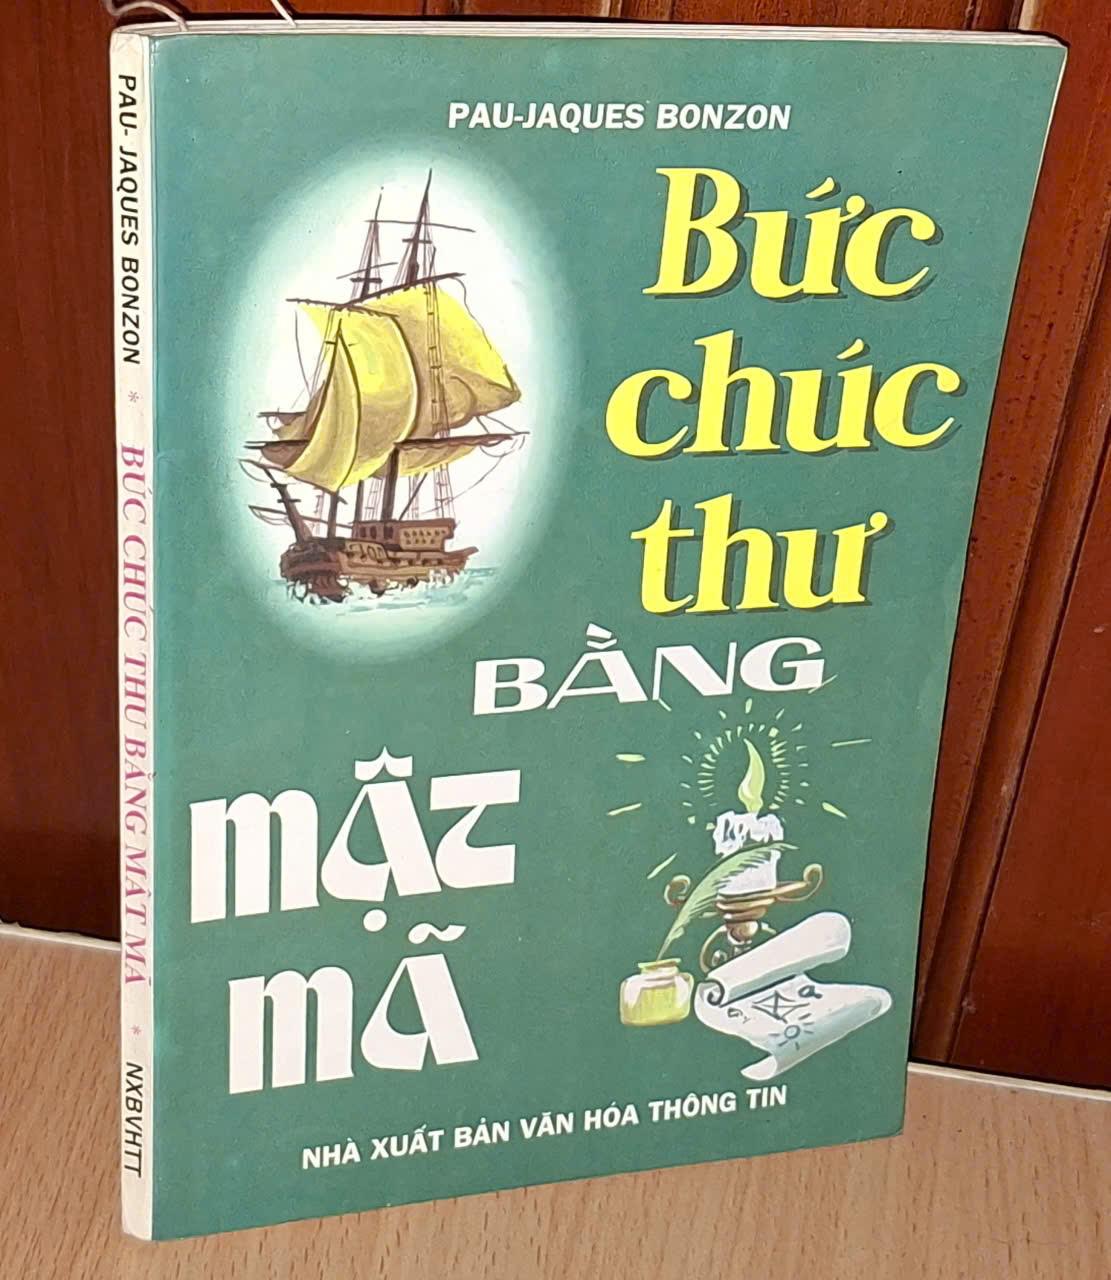 PAU-JAQUES BONZON
Bức
chúc
thư
BẰNG
MẬT
MÃ
NHÀ XUẤT BẢN VĂN HÓA THÔNG TIN
PAU- JAQUES BONZON * BỨC CHÚC THƯ BẰNG MẬT MÃ * NXBVHTT